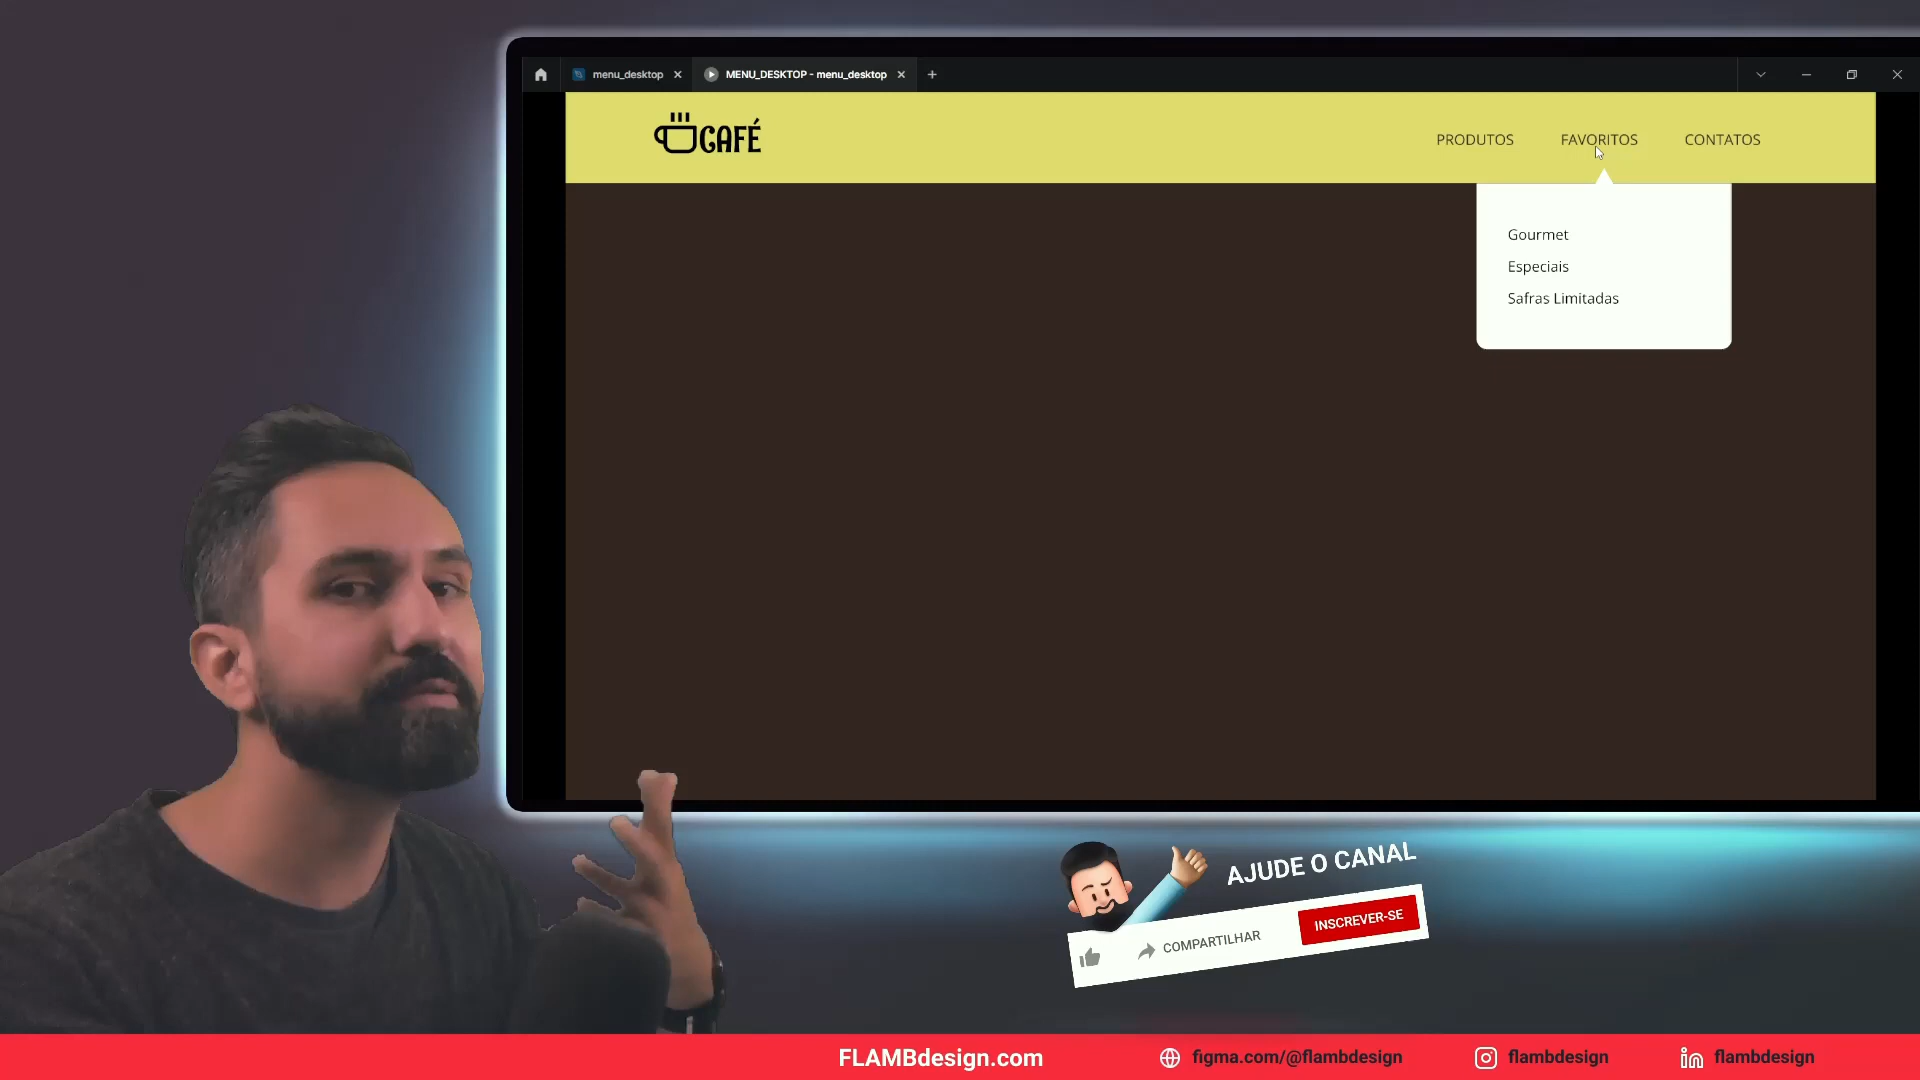 menu_desktop
MENU_DESKTOP - menu_desktop
CAFÉ
PRODUTOS
FAVORITOS
CONTATOS
Gourmet
Especiais
Safras Limitadas
AJUDE O CANAL
COMPARTILHAR
INSCREVER-SE
FLAMBdesign.com
figma.com/@flambdesign
flambdesign
flambdesign